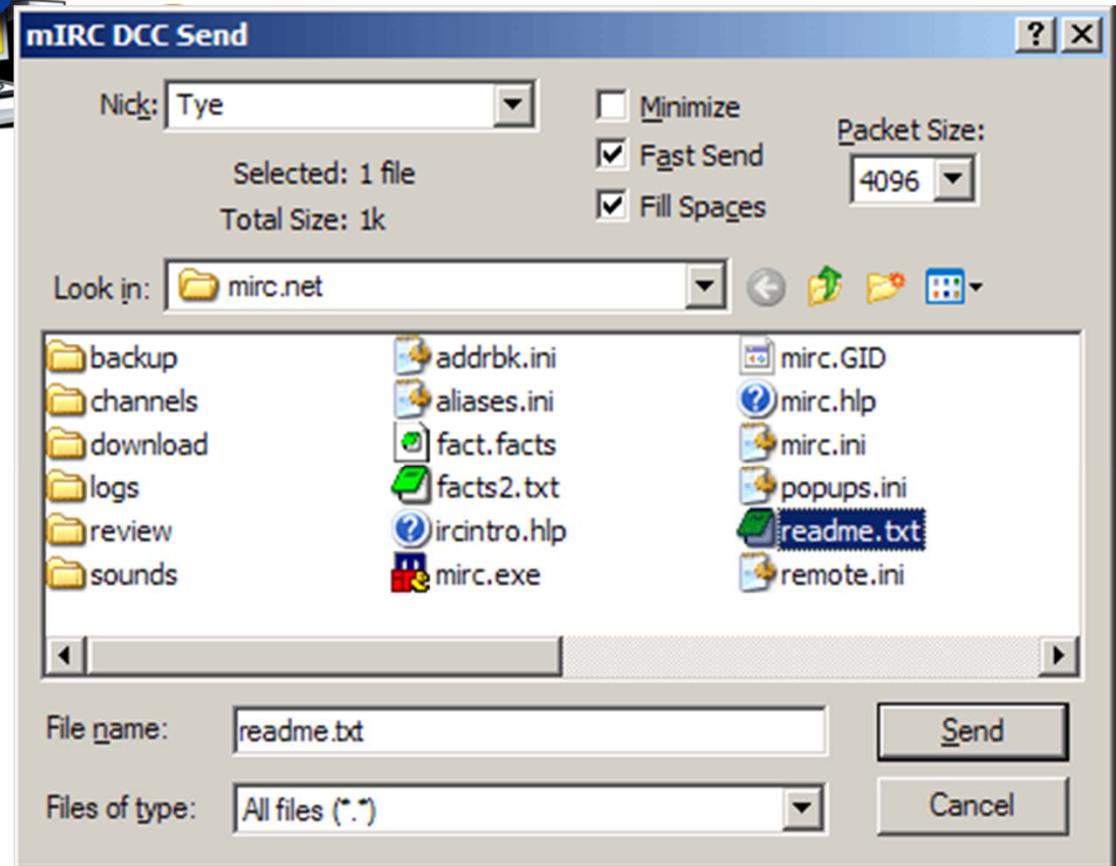 mIRC DCC Send
Nick: Tye
Minimize
Fast Send
Fill Spaces
Packet Size:
4096
Selected: 1 file
Total Size: 1k
Look in: mirc.net
backup addrbk.ini mirc.GID
channels aliases.ini mirc.hlp
download fact.facts mirc.ini
logs facts2.txt popups.ini
review ircintro.hlp readme.txt
sounds mirc.exe remote.ini
File name: readme.txt Send
Files of type: All files (*.*) Cancel